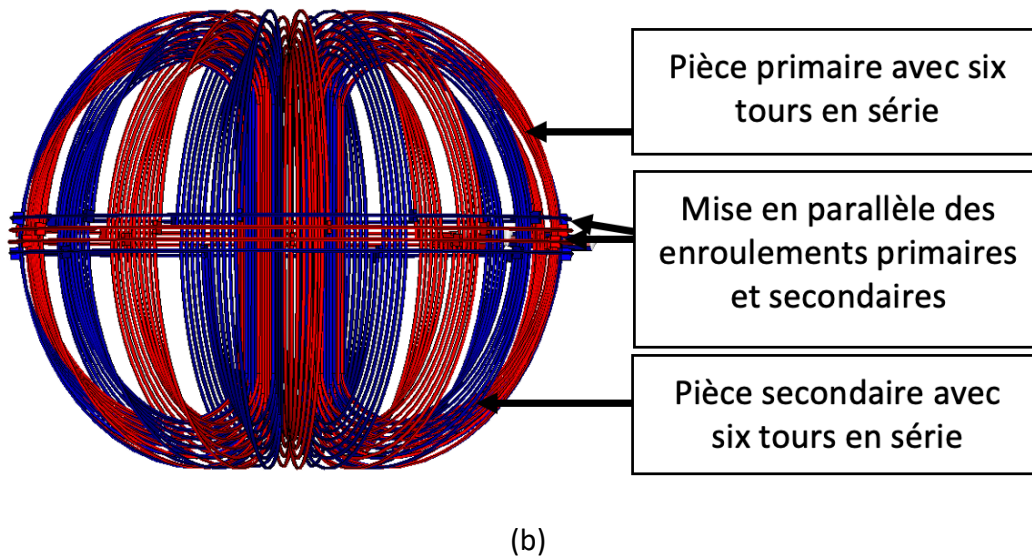 Pièce primaire avec six
tours en série
Mise en parallèle des
enroulements primaires
et secondaires
Pièce secondaire avec
six tours en série
(b)